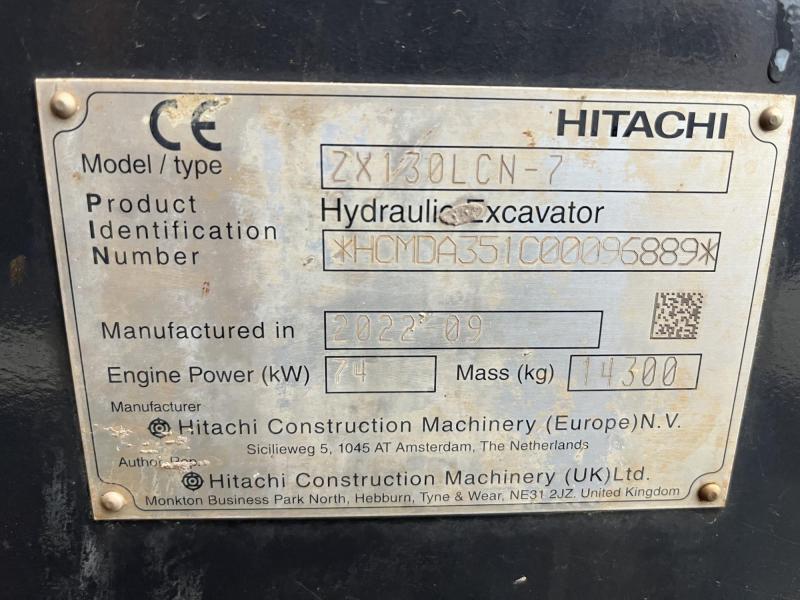 CE
HITACHI
Model / type ZX130LCN-7
Product Hydraulic Excavator
Identification
Number *HCMDA351C00096889*
Manufactured in 2022 09
Engine Power (kW) 74 Mass (kg) 14300
Manufacturer
Hitachi Construction Machinery (Europe) N.V.
Sicilieweg 5, 1045 AT Amsterdam, The Netherlands
Author. Rep.
Hitachi Construction Machinery (UK) Ltd.
Monkton Business Park North, Hebburn, Tyne & Wear, NE31 2JZ. United Kingdom